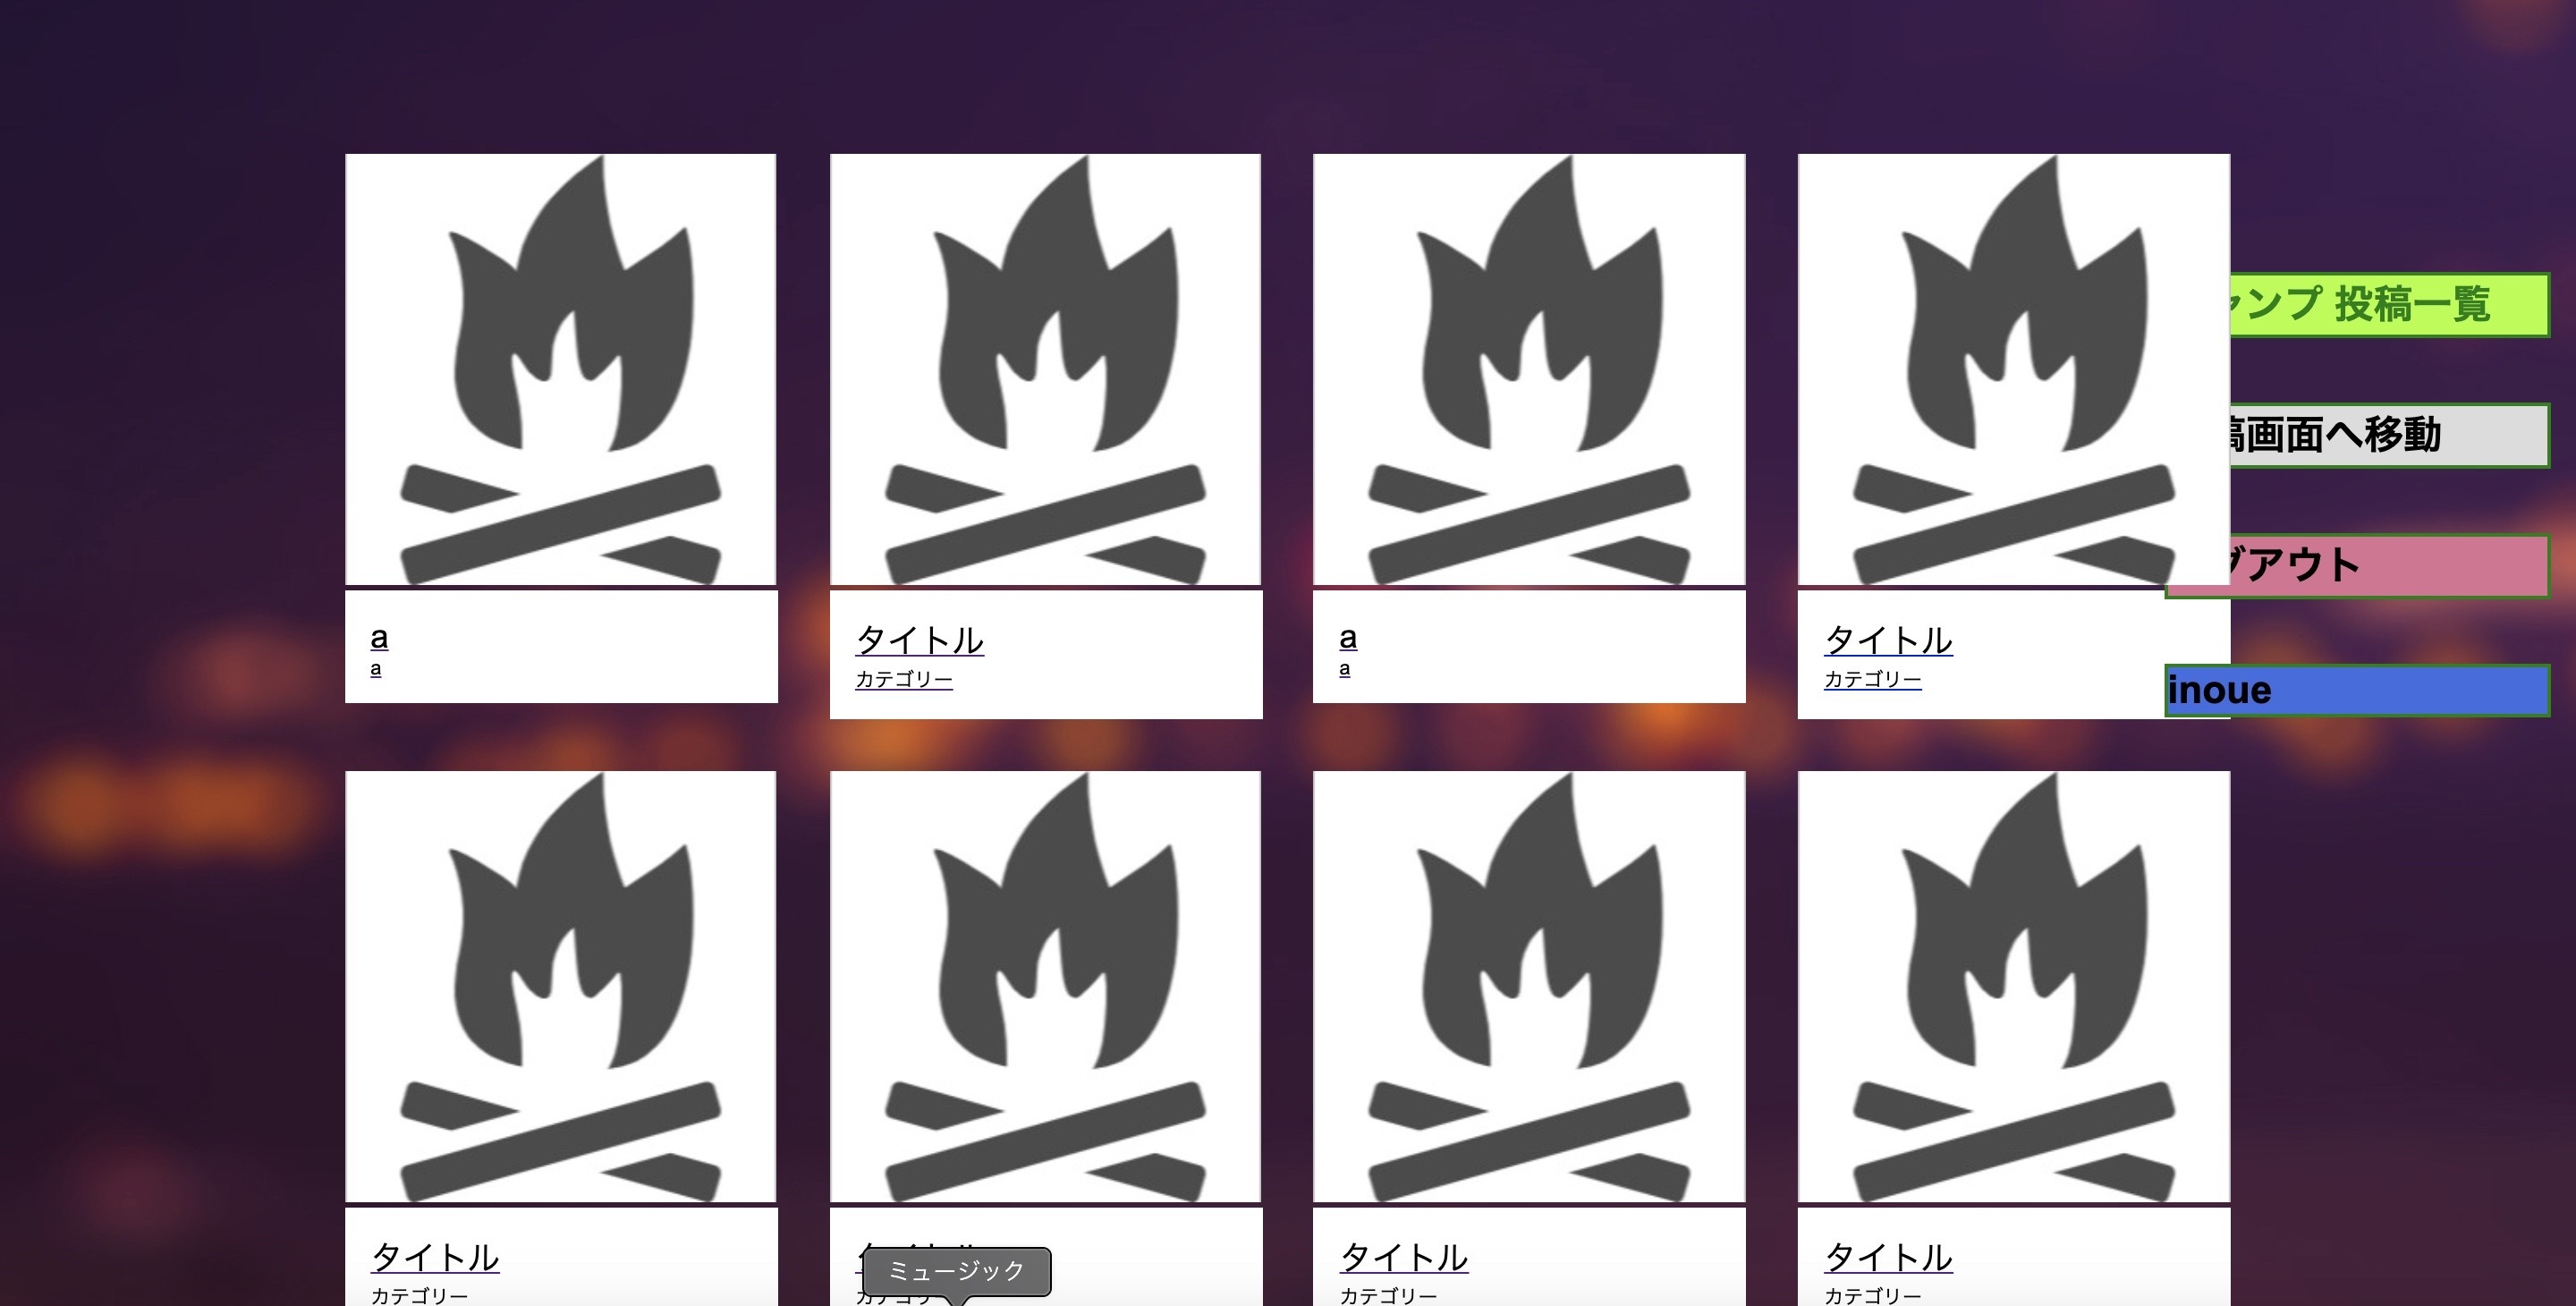 ンプ 投稿一覧
画面へ移動
アウト
a
a
タイトル
カテゴリー
a
a
タイトル
カテゴリー
inoue
タイトル
カテゴリー
ミュージック
タイトル
カテゴリー
タイトル
カテゴリー